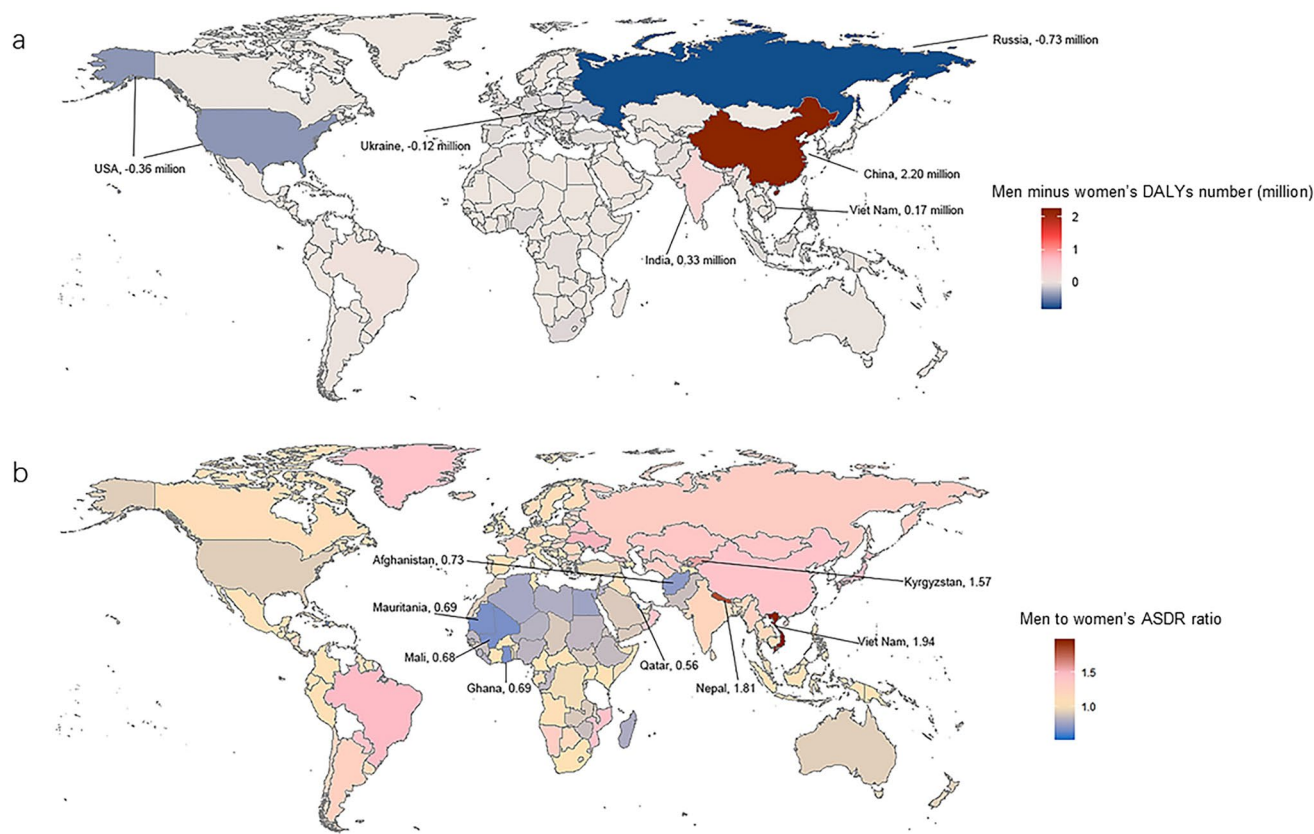 a
Russia, -0.73 million
Ukraine, -0.12 million
USA, -0.36 milion
China, 2.20 million
Viet Nam, 0.17 million
India, 0.33 million
Men minus women's DALYs number (million)
2
1
0
b
Afghanistan, 0.73
Kyrgyzstan, 1.57
Mauritania, 0.69
Mali, 0.68
Viet Nam, 1.94
Qatar, 0.56
Ghana, 0.69
Nepal, 1.81
Men to women's ASDR ratio
1.5
1.0